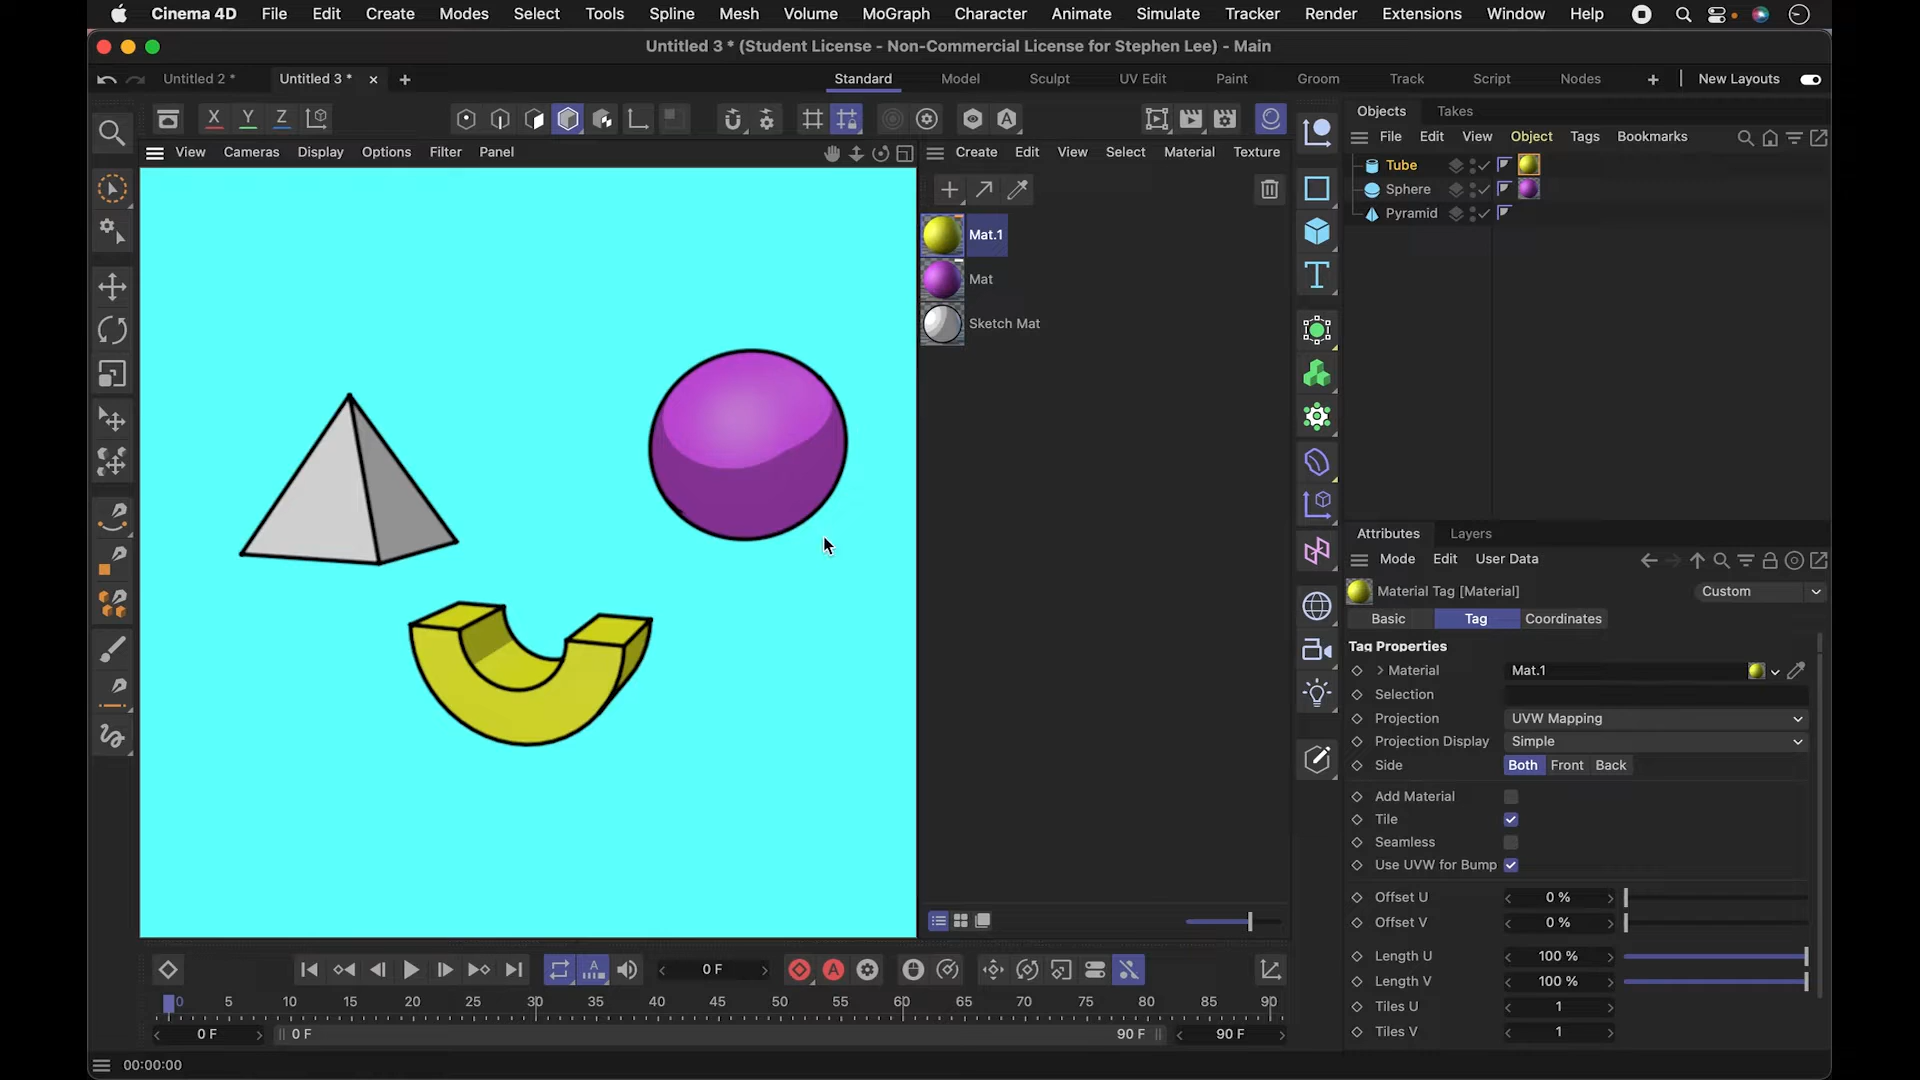 Cinema 4D File Edit Create Modes Select Tools Spline Mesh Volume MoGraph Character Animate Simulate Tracker Render Extensions Window Help
Untitled 3 * (Student License - Non-Commercial License for Stephen Lee) - Main
Untitled 2 * Untitled 3 * × + Standard Model Sculpt UV Edit Paint Groom Track Script Nodes + New Layouts
X Y Z A Objects Takes
File Edit View Object Tags Bookmarks
View Cameras Display Options Filter Panel Create Edit View Select Material Texture
Tube
Sphere
Pyramid
Mat.1
Mat
Sketch Mat
T
Attributes Layers
Mode Edit User Data
Material Tag [Material] Custom
Basic Tag Coordinates
Tag Properties
Material Mat.1
Selection
Projection UVW Mapping
Projection Display Simple
Side Both Front Back
Add Material
Tile
Seamless
Use UVW for Bump
Offset U 0 %
Offset V 0 %
Length U 100 %
Length V 100 %
Tiles U 1
Tiles V 1
A 0 F A
0 5 10 15 20 25 30 35 40 45 50 55 60 65 70 75 80 85 90
0 F 0 F 90 F 90 F
00:00:00